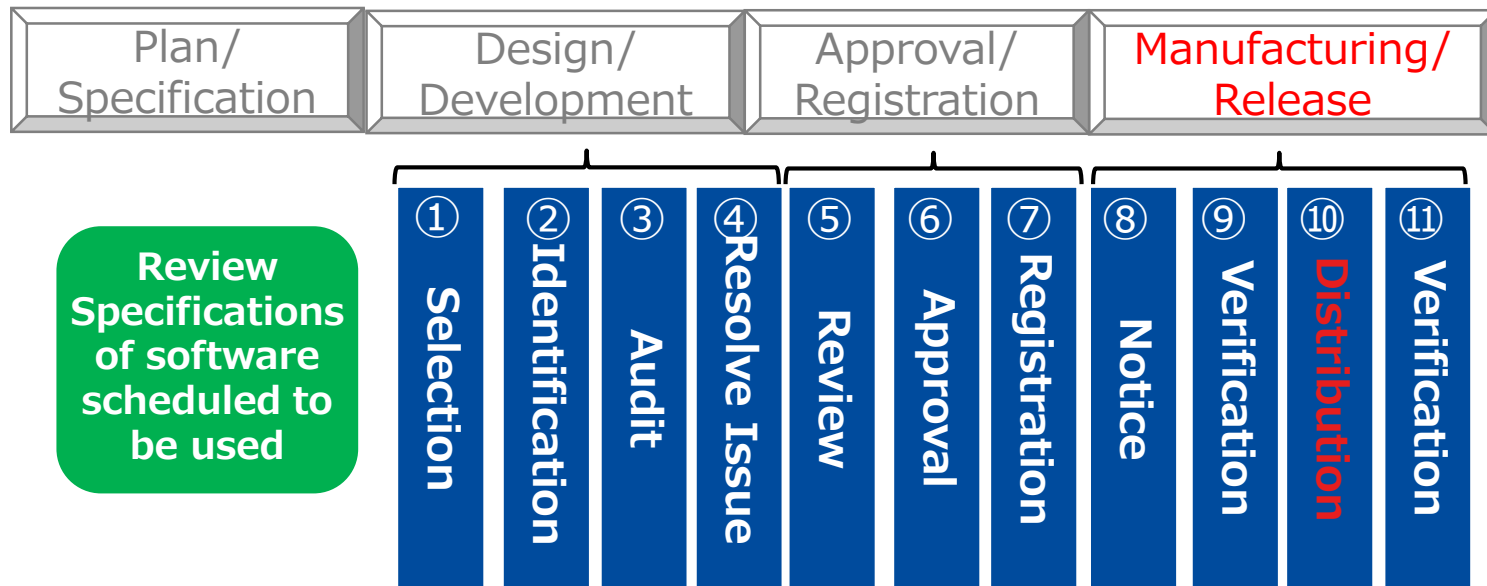 Plan/
Specification
Design/
Development
Approval/
Registration
Manufacturing/
Release
Review
Specifications
of software
scheduled to
be used
① Selection
② Identification
③ Audit
④ Resolve Issue
⑤ Review
⑥ Approval
⑦ Registration
⑧ Notice
⑨ Verification
⑩ Distribution
⑪ Verification